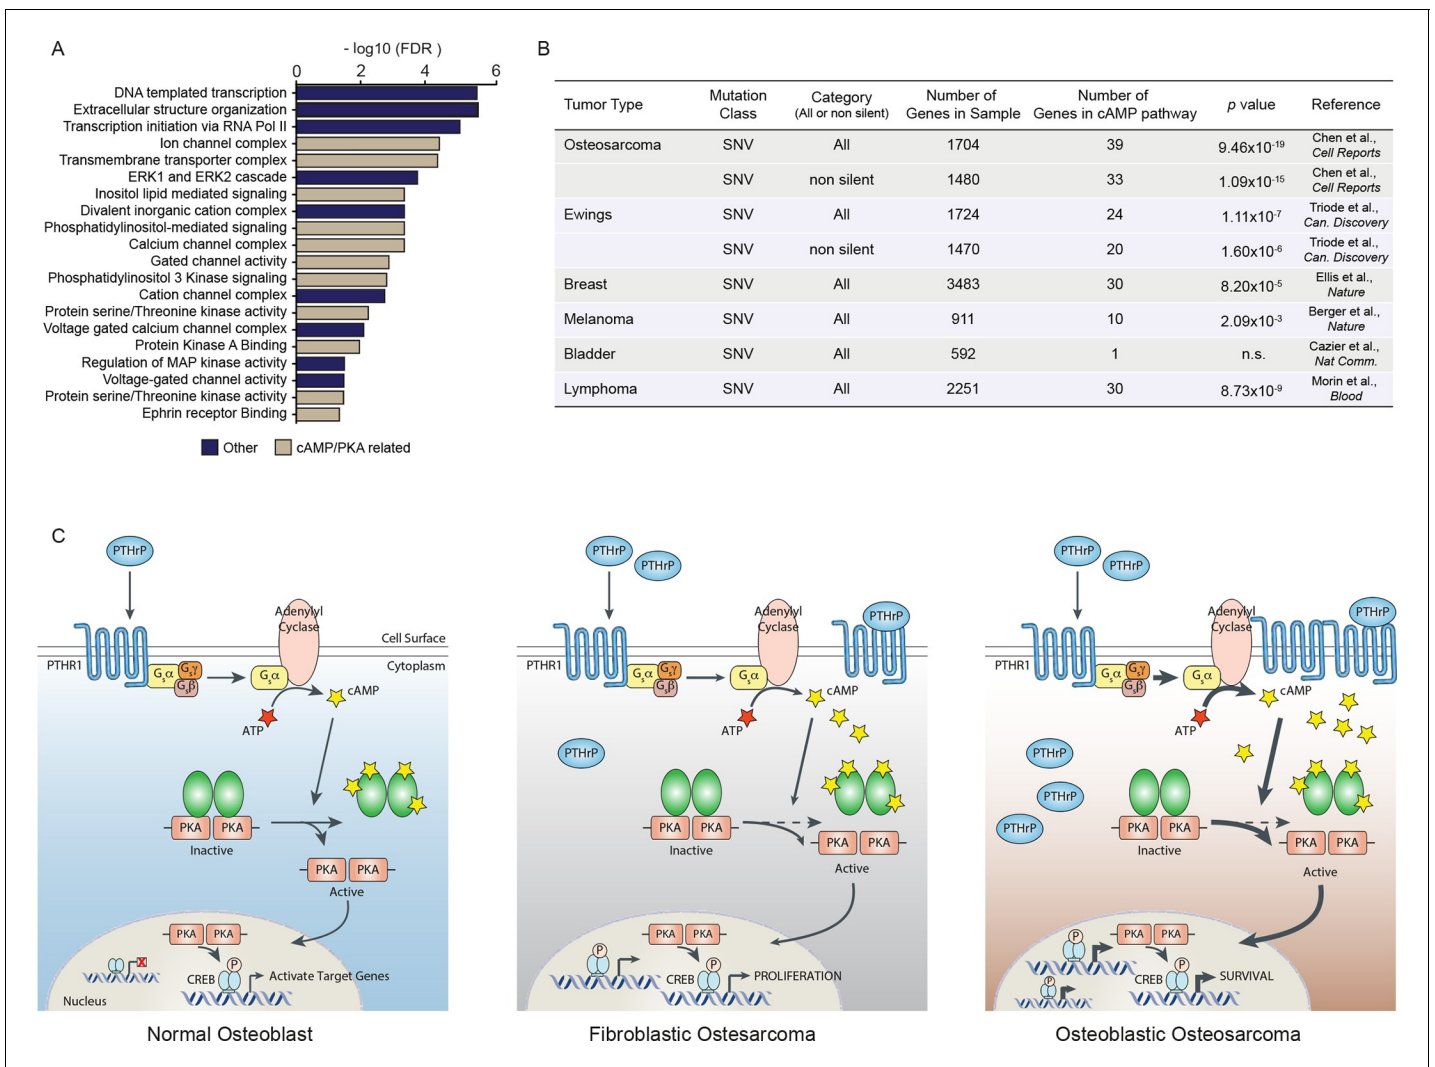 A
- log10 (FDR )
0 2 4 6
DNA templated transcription
Extracellular structure organization
Transcription initiation via RNA Pol II
Ion channel complex
Transmembrane transporter complex
ERK1 and ERK2 cascade
Inositol lipid mediated signaling
Divalent inorganic cation complex
Phosphatidylinositol-mediated signaling
Calcium channel complex
Gated channel activity
Phosphatidylinositol 3 Kinase signaling
Cation channel complex
Protein serine/Threonine kinase activity
Voltage gated calcium channel complex
Protein Kinase A Binding
Regulation of MAP kinase activity
Voltage-gated channel activity
Protein serine/Threonine kinase activity
Ephrin receptor Binding
Other cAMP/PKA related
B
Tumor Type Mutation Class Category (All or non silent) Number of Genes in Sample Number of Genes in cAMP pathway p value Reference
Osteosarcoma SNV All 1704 39 9.46x10-19 Chen et al., Cell Reports
SNV non silent 1480 33 1.09x10-15 Chen et al., Cell Reports
Ewings SNV All 1724 24 1.11x10-7 Triode et al., Can. Discovery
SNV non silent 1470 20 1.60x10-6 Triode et al., Can. Discovery
Breast SNV All 3483 30 8.20x10-5 Ellis et al., Nature
Melanoma SNV All 911 10 2.09x10-3 Berger et al., Nature
Bladder SNV All 592 1 n.s. Cazier et al., Nat Comm.
Lymphoma SNV All 2251 30 8.73x10-9 Morin et al., Blood
C
PTHrP
Adenylyl
Cyclase
Cell Surface
Cytoplasm
PTHR1
Gsα Gsγ
Gsβ
Gsα
cAMP
ATP
PKA PKA
Inactive
PKA PKA
Active
PKA PKA
X
P
CREB
Activate Target Genes
Nucleus
Normal Osteoblast
PTHrP
PTHrP
Adenylyl
Cyclase
PTHrP
PTHR1
Gsα Gsγ
Gsβ
Gsα
cAMP
ATP
PTHrP
PKA PKA
Inactive
PKA PKA
Active
PKA PKA
P
P
CREB
PROLIFERATION
Fibroblastic Ostesarcoma
PTHrP
PTHrP
Adenylyl
Cyclase
PTHrP
PTHR1
Gsα Gsγ
Gsβ
Gsα
cAMP
ATP
PTHrP
PTHrP
PTHrP
PKA PKA
Inactive
PKA PKA
Active
PKA PKA
P
P
P
CREB
SURVIVAL
Osteoblastic Osteosarcoma